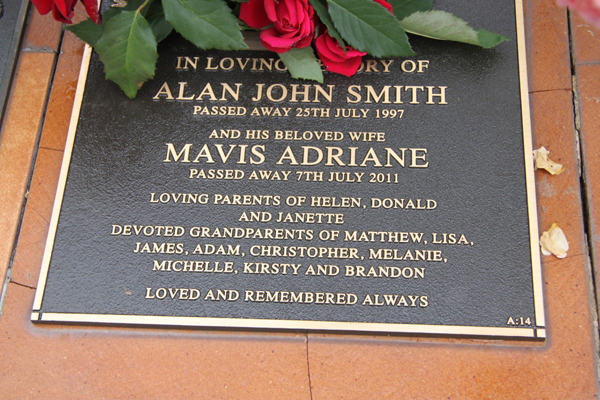 IN LOVING MEMORY OF
ALAN JOHN SMITH
PASSED AWAY 25TH JULY 1997
AND HIS BELOVED WIFE
MAVIS ADRIANE
PASSED AWAY 7TH JULY 2011
LOVING PARENTS OF HELEN, DONALD
AND JANETTE
DEVOTED GRANDPARENTS OF MATTHEW, LISA,
JAMES, ADAM, CHRISTOPHER, MELANIE,
MICHELLE, KIRSTY AND BRANDON
LOVED AND REMEMBERED ALWAYS
A:14